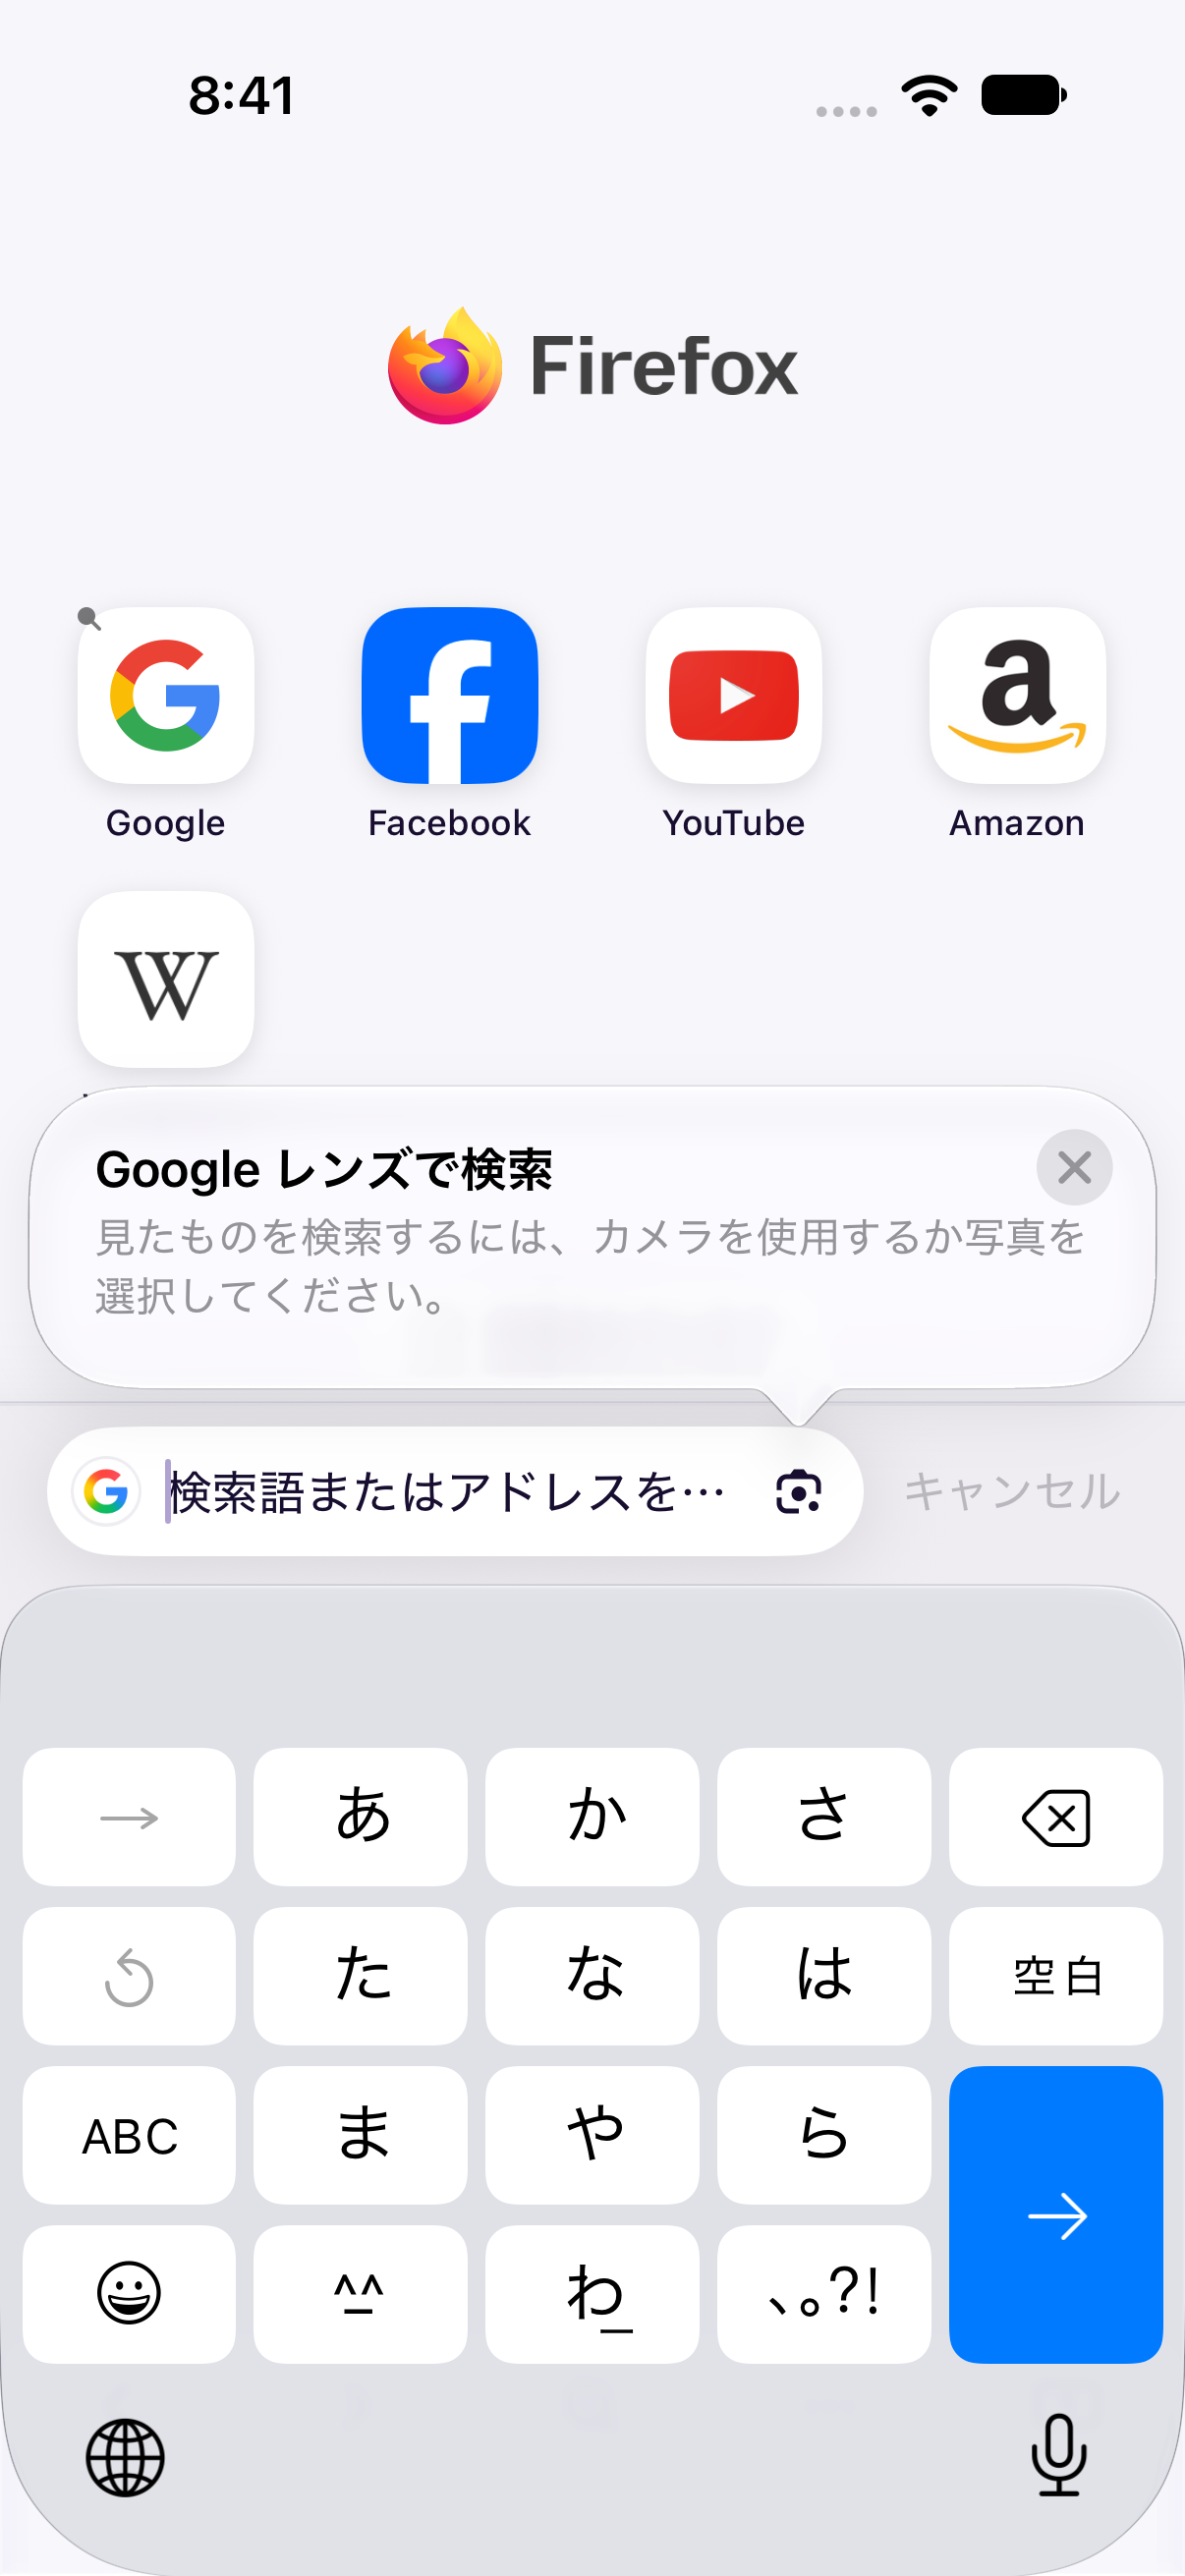 8:41
Firefox
Google
Facebook
YouTube
Amazon
W
Google レンズで検索
見たものを検索するには、カメラを使用するか写真を
選択してください。
検索語またはアドレスを…
キャンセル
あ
か
さ
た
な
は
空白
ABC
ま
や
ら
^_^
わ_
、。?!